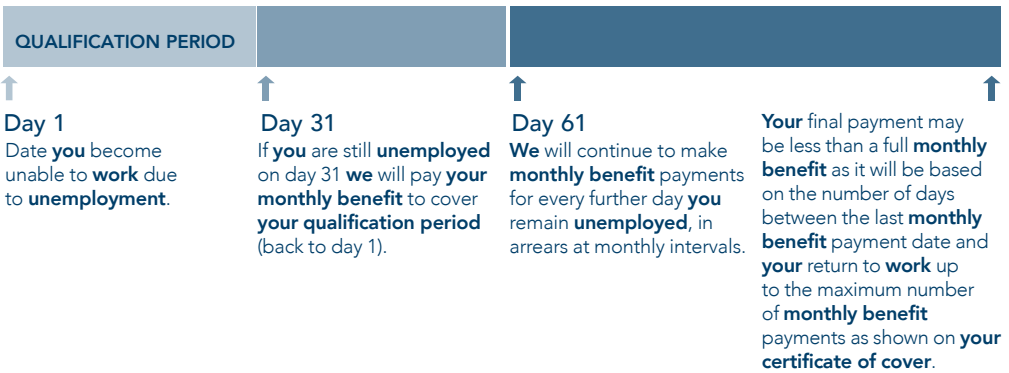 QUALIFICATION PERIOD
Day 1
Date you become
unable to work due
to unemployment.
Day 31
If you are still unemployed
on day 31 we will pay your
monthly benefit to cover
your qualification period
(back to day 1).
Day 61
We will continue to make
monthly benefit payments
for every further day you
remain unemployed, in
arrears at monthly intervals.
Your final payment may
be less than a full monthly
benefit as it will be based
on the number of days
between the last monthly
benefit payment date and
your return to work up
to the maximum number
of monthly benefit
payments as shown on your
certificate of cover.